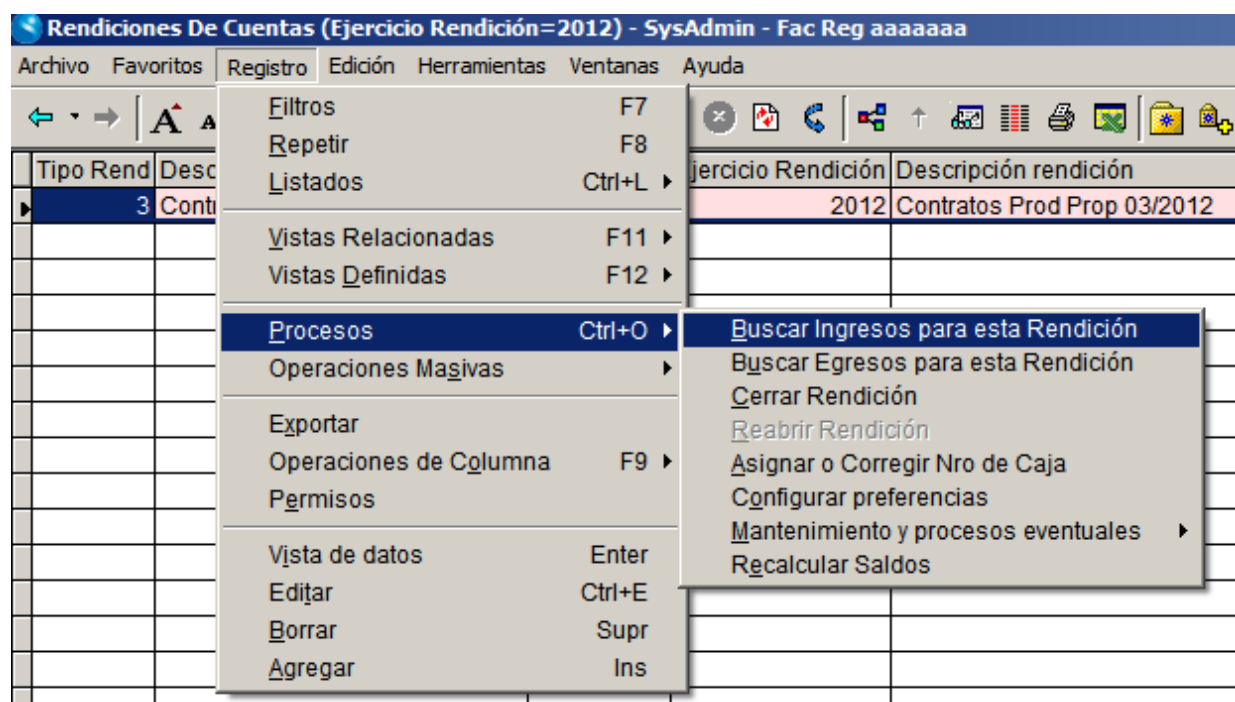 Rendiciones De Cuentas (Ejercicio Rendición=2012) - SysAdmin - Fac Reg aaaaaaa
Archivo Favoritos Registro Edición Herramientas Ventanas Ayuda
Tipo Rend Desc jercicio Rendición Descripción rendición
3 Contr 2012 Contratos Prod Prop 03/2012
Filtros F7
Repetir F8
Listados Ctrl+L
Vistas Relacionadas F11
Vistas Definidas F12
Procesos Ctrl+O
Operaciones Masivas
Exportar
Operaciones de Columna F9
Permisos
Vista de datos Enter
Editar Ctrl+E
Borrar Supr
Agregar Ins
Buscar Ingresos para esta Rendición
Buscar Egresos para esta Rendición
Cerrar Rendición
Reabrir Rendición
Asignar o Corregir Nro de Caja
Configurar preferencias
Mantenimiento y procesos eventuales
Recalcular Saldos